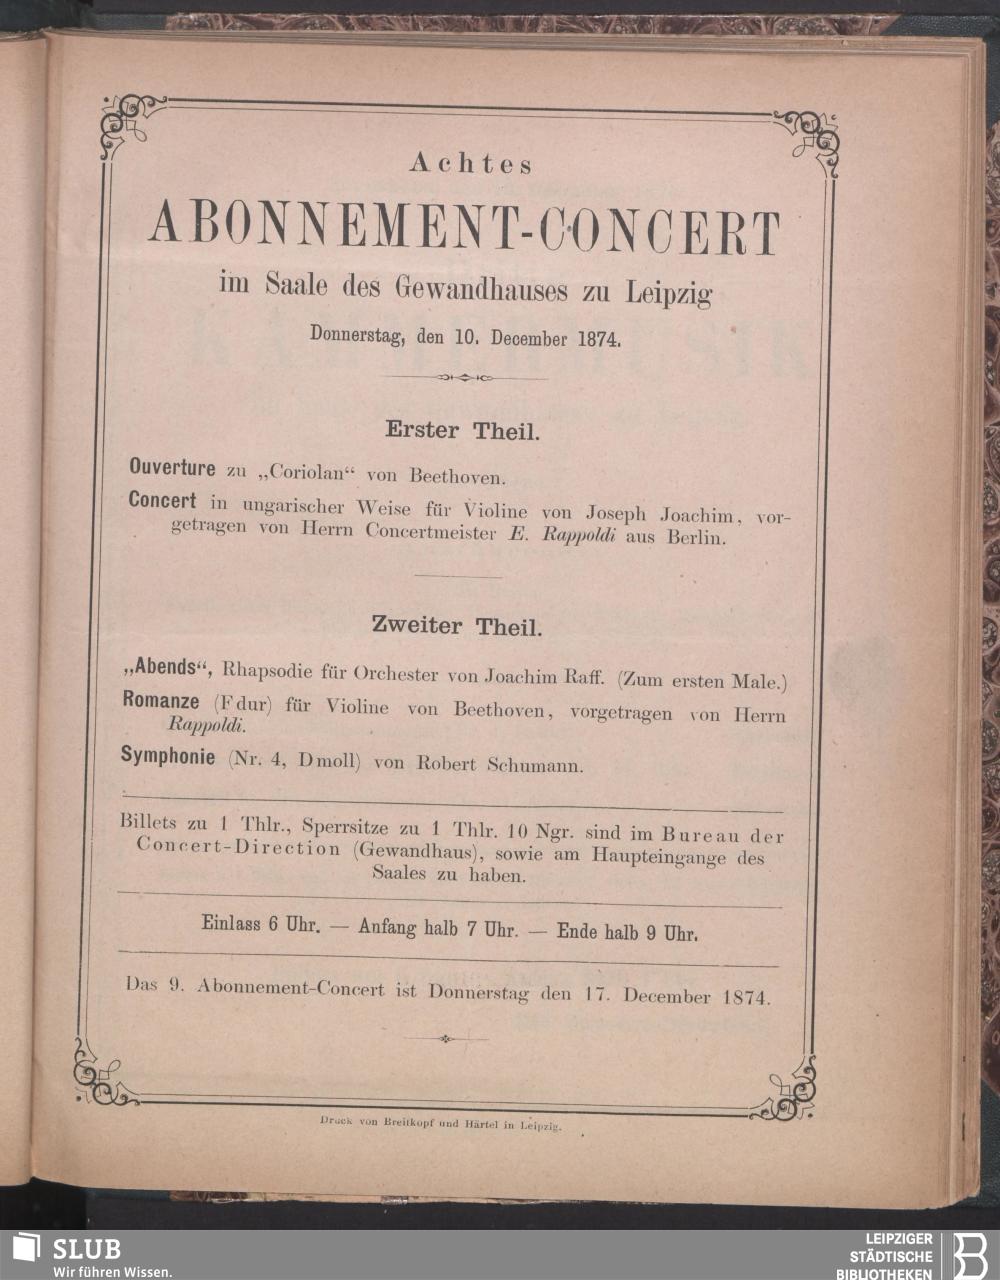 Achtes
ABONNEMENT-CONCERT
im Saale des Gewandhauses zu Leipzig
Donnerstag, den 10. December 1874.
Erster Theil.
Ouverture zu „Coriolan“ von Beethoven.
Concert in ungarischer Weise für Violine von Joseph Joachim, vor-
getragen von Herrn Concertmeister E. Rappoldi aus Berlin.
Zweiter Theil.
„Abends“, Rhapsodie für Orchester von Joachim Raff. (Zum ersten Male.)
Romanze (F dur) für Violine von Beethoven, vorgetragen von Herrn
Rappoldi.
Symphonie (Nr. 4, D moll) von Robert Schumann.
Billets zu 1 Thlr., Sperrsitze zu 1 Thlr. 10 Ngr. sind im Bureau der
Concert-Direction (Gewandhaus), sowie am Haupteingange des
Saales zu haben.
Einlass 6 Uhr. — Anfang halb 7 Uhr. — Ende halb 9 Uhr.
Das 9. Abonnement-Concert ist Donnerstag den 17. December 1874.
Druck von Breitkopf und Härtel in Leipzig.
SLUB
Wir führen Wissen.
LEIPZIGER
STÄDTISCHE
BIBLIOTHEKEN